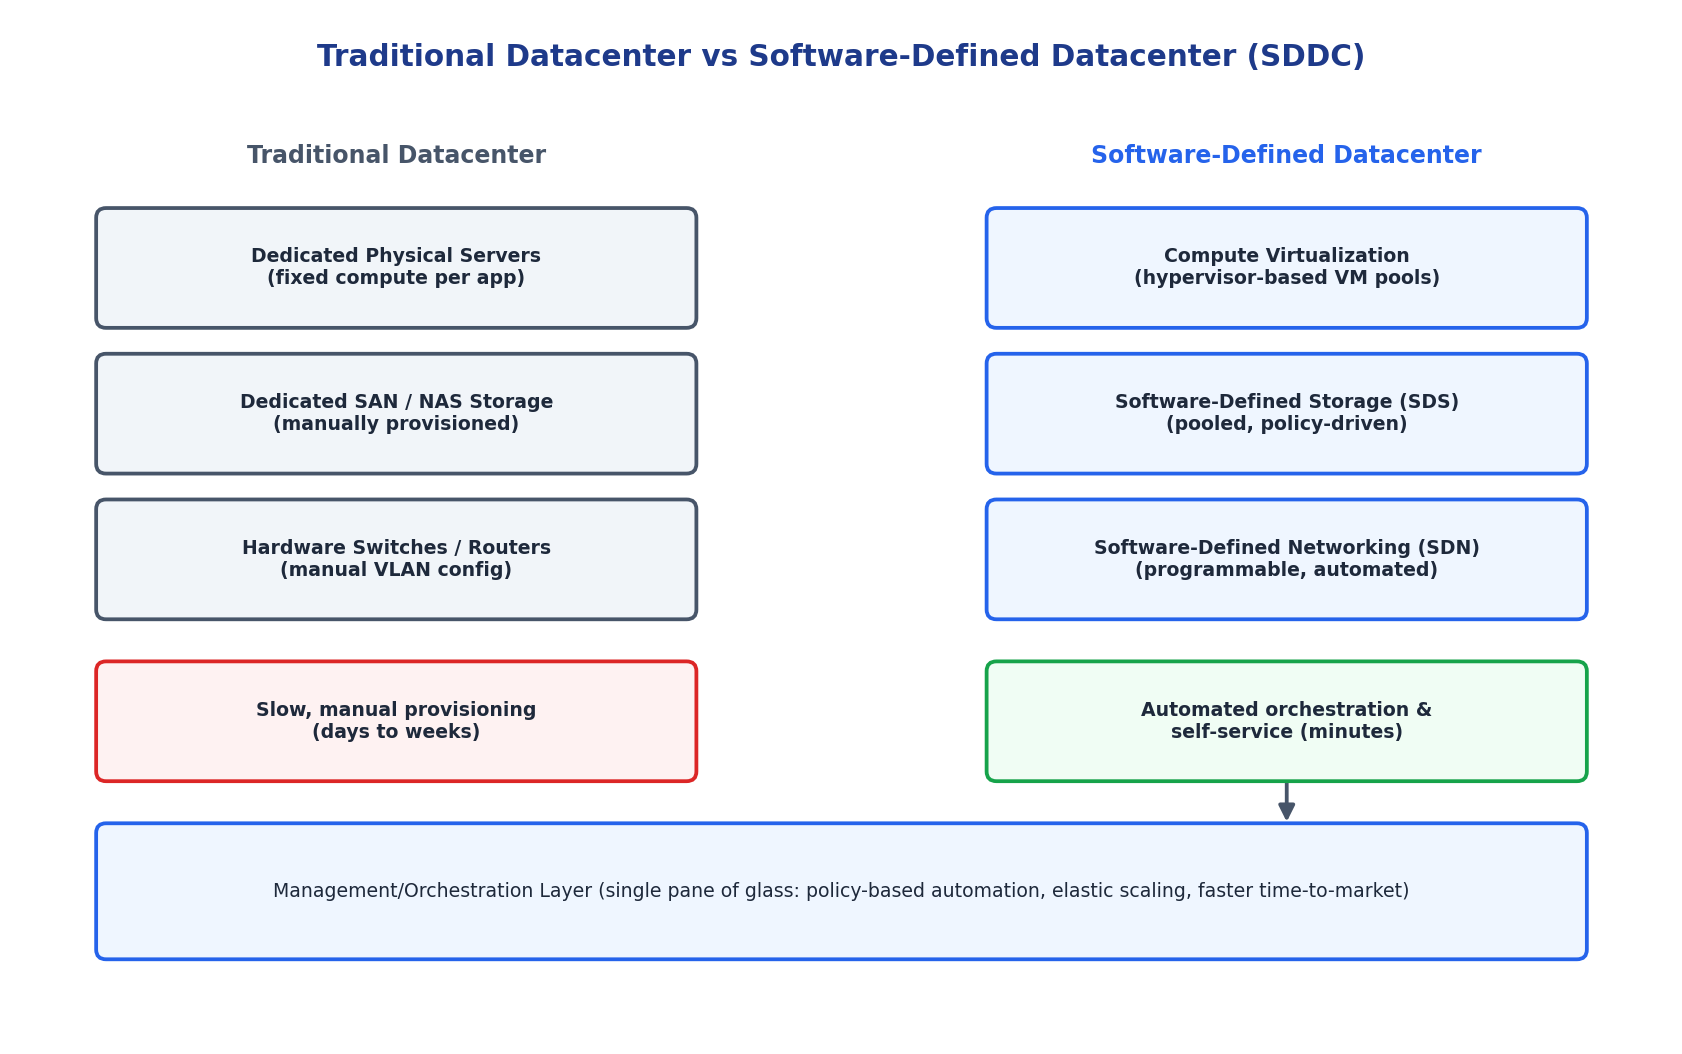 Traditional Datacenter vs Software-Defined Datacenter (SDDC)
Traditional Datacenter
Dedicated Physical Servers
(fixed compute per app)
Dedicated SAN / NAS Storage
(manually provisioned)
Hardware Switches / Routers
(manual VLAN config)
Slow, manual provisioning
(days to weeks)
Software-Defined Datacenter
Compute Virtualization
(hypervisor-based VM pools)
Software-Defined Storage (SDS)
(pooled, policy-driven)
Software-Defined Networking (SDN)
(programmable, automated)
Automated orchestration &
self-service (minutes)
Management/Orchestration Layer (single pane of glass: policy-based automation, elastic scaling, faster time-to-market)